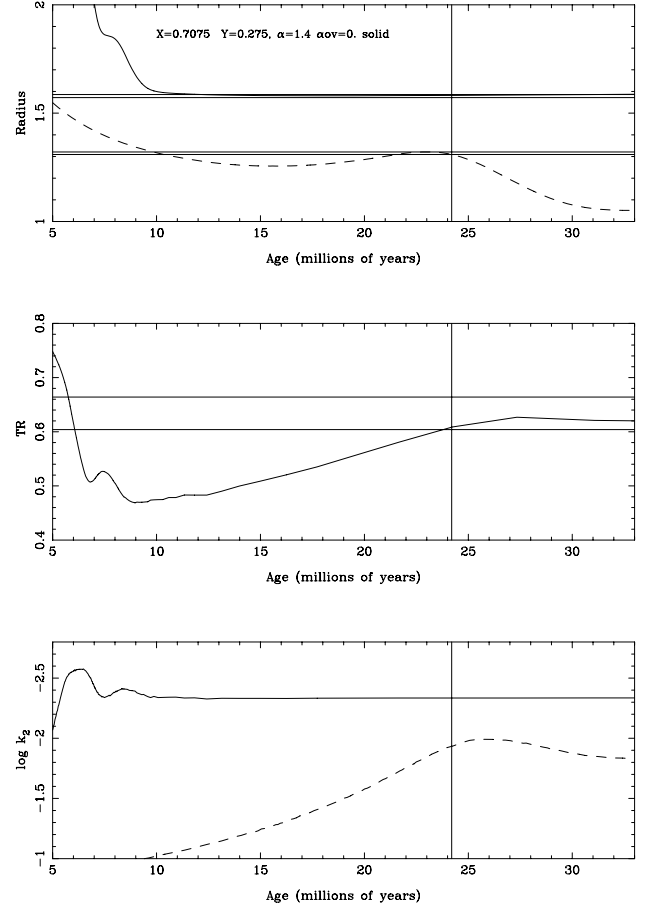 2
X=0.7075 Y=0.275, α=1.4 αov=0. solid
Radius
1.5
1
5 10 15 20 25 30
Age (millions of years)
0.8
0.7
TR
0.6
0.5
0.4
5 10 15 20 25 30
Age (millions of years)
−2.5
−2
log k₂
−1.5
−1
5 10 15 20 25 30
Age (millions of years)